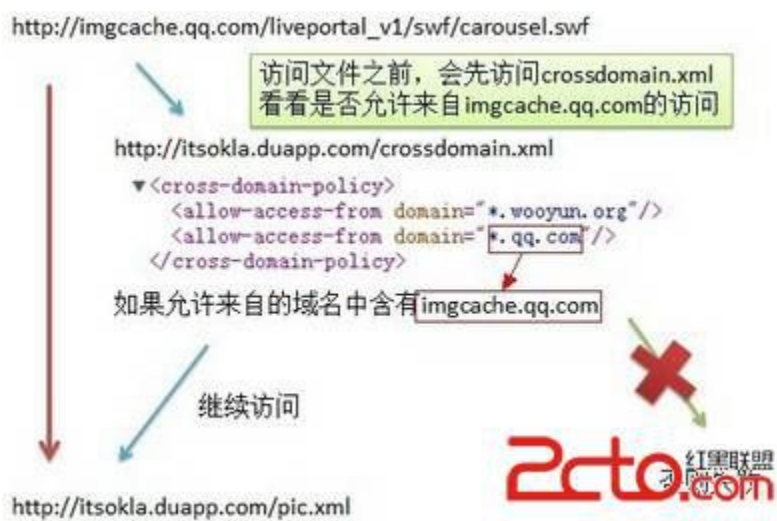 http://imgcache.qq.com/liveportal_v1/swf/carousel.swf
访问文件之前，会先访问crossdomain.xml
看看是否允许来自imgcache.qq.com的访问
http://itsokla.duapp.com/crossdomain.xml
▼<cross-domain-policy>
<allow-access-from domain="*.wooyun.org"/>
<allow-access-from domain="*.qq.com"/>
</cross-domain-policy>
如果允许来自的域名中含有imgcache.qq.com
继续访问
红黑联盟
2cto.com
http://itsokla.duapp.com/pic.xml